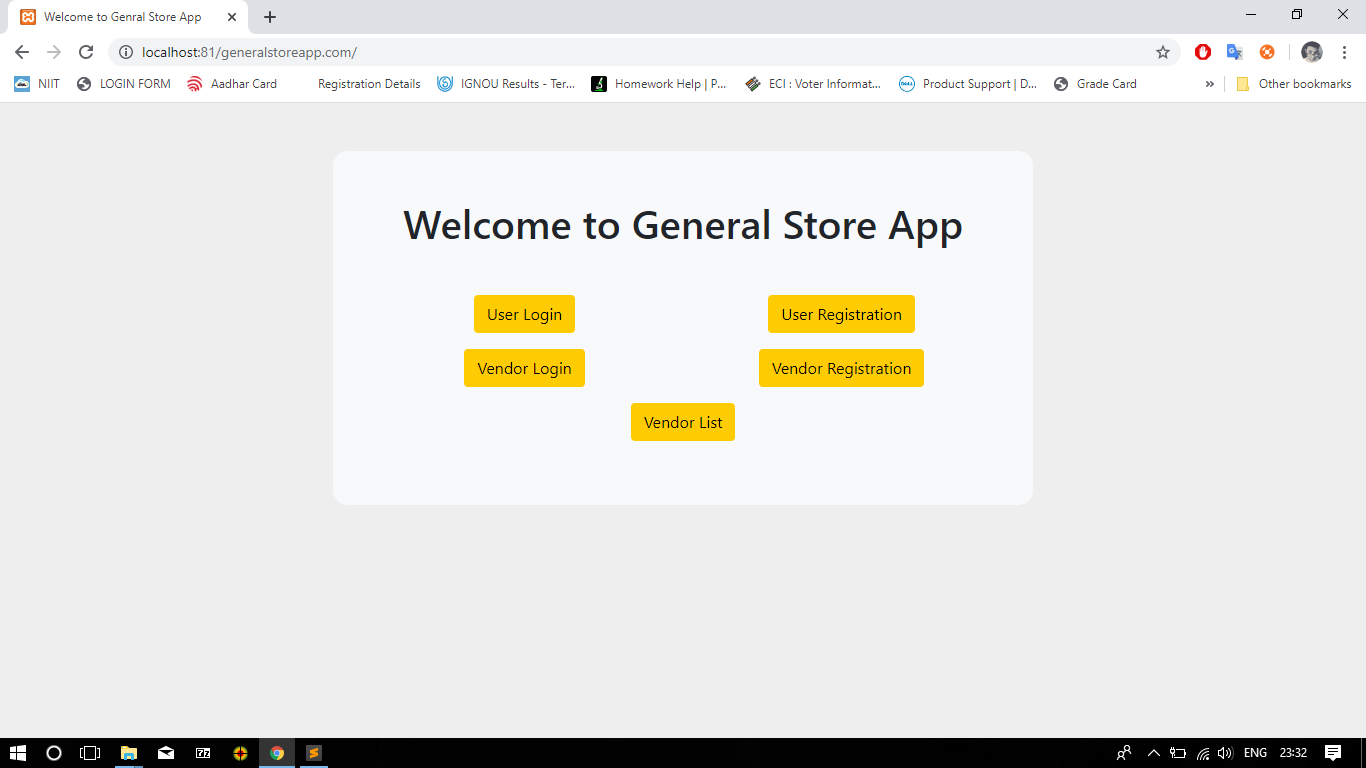 Welcome to Genral Store App
localhost:81/generalstoreapp.com/
NIIT LOGIN FORM Aadhar Card Registration Details IGNOU Results - Ter... Homework Help | P... ECI : Voter Informat... Product Support | D... Grade Card » Other bookmarks
Welcome to General Store App
User Login User Registration
Vendor Login Vendor Registration
Vendor List
7z ENG 23:32